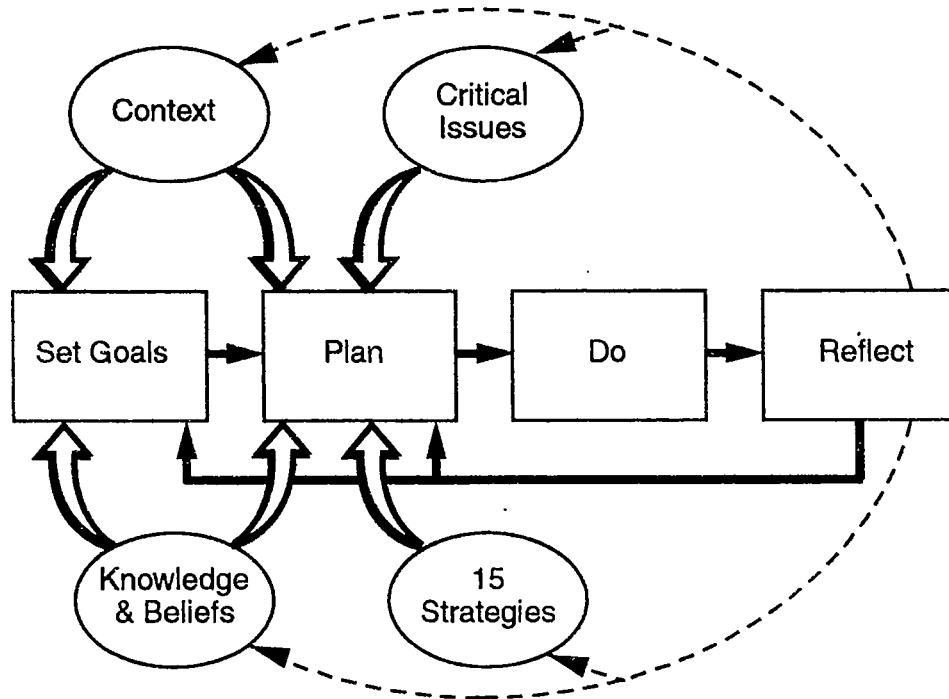 Context
Critical
Issues
Set Goals
Plan
Do
Reflect
Knowledge
& Beliefs
15
Strategies